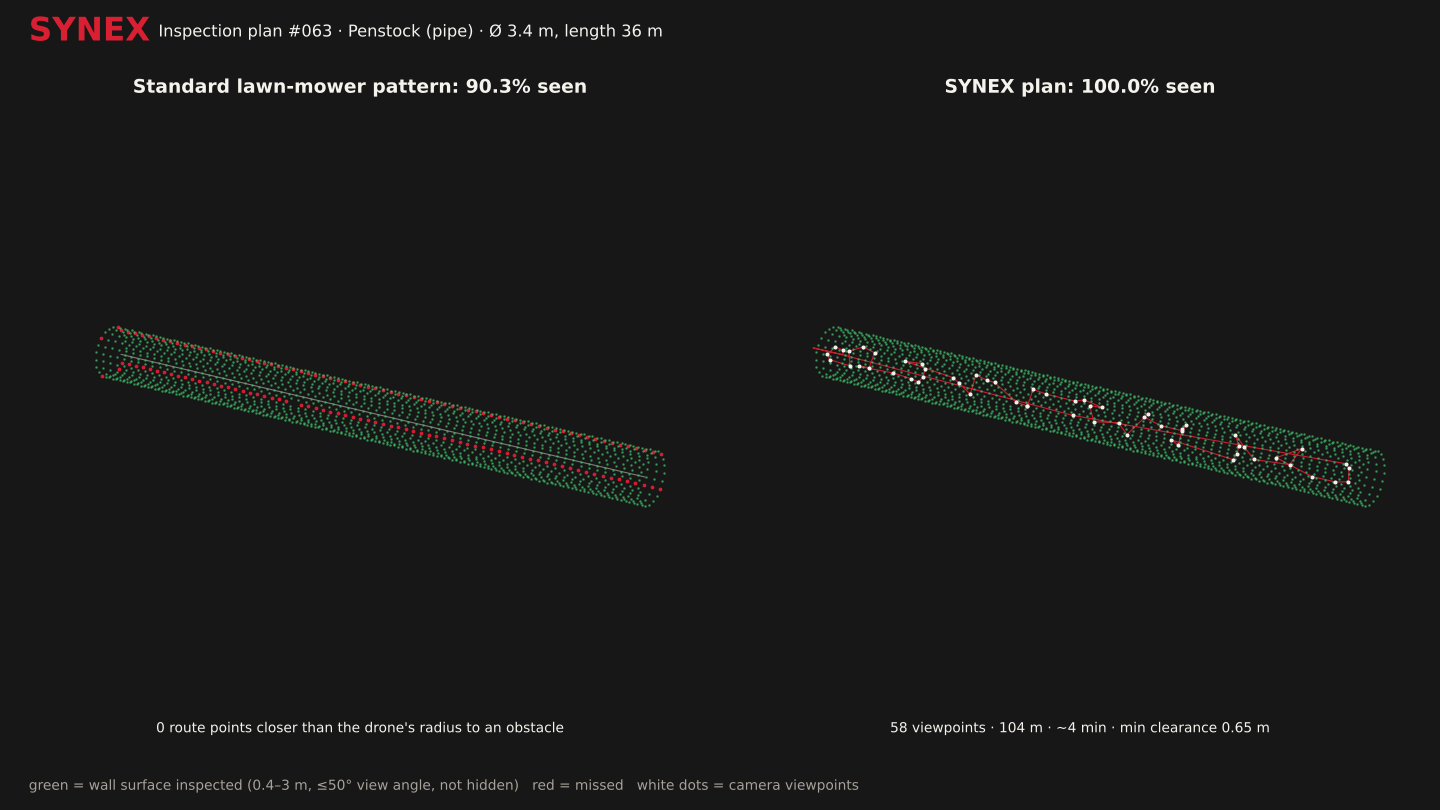 SYNEX Inspection plan #063 · Penstock (pipe) · Ø 3.4 m, length 36 m
Standard lawn-mower pattern: 90.3% seen
SYNEX plan: 100.0% seen
0 route points closer than the drone's radius to an obstacle
58 viewpoints · 104 m · ~4 min · min clearance 0.65 m
green = wall surface inspected (0.4–3 m, ≤50° view angle, not hidden)   red = missed   white dots = camera viewpoints